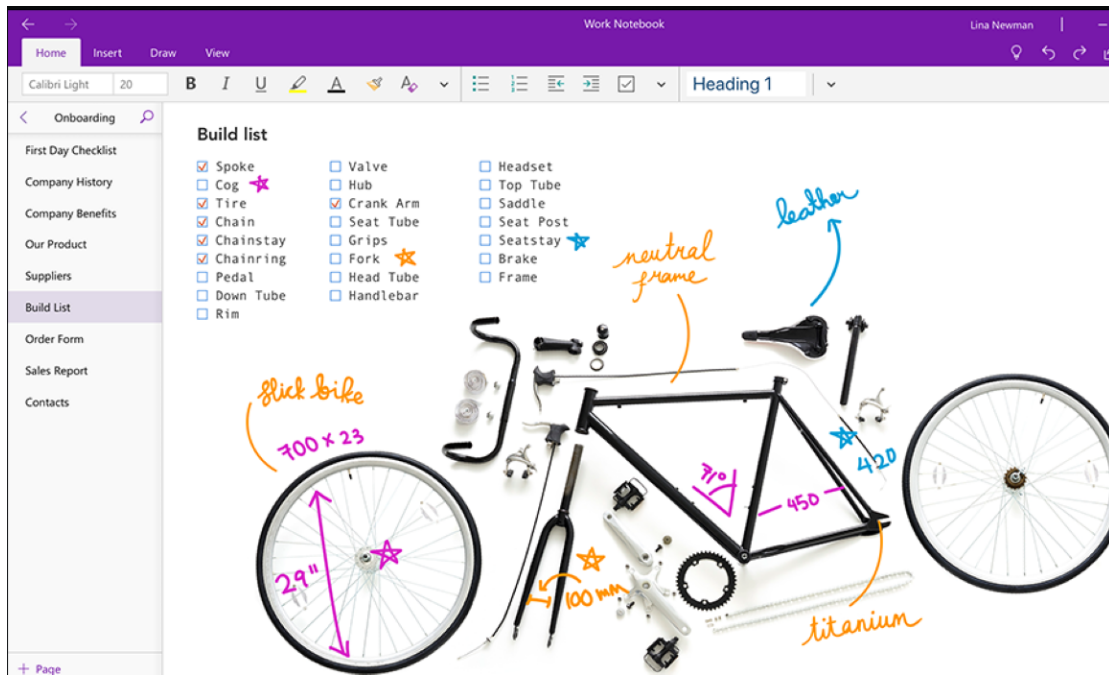 Work Notebook
Lina Newman
Home Insert Draw View
Calibri Light 20 B I U A A Heading 1
Onboarding
First Day Checklist
Company History
Company Benefits
Our Product
Suppliers
Build List
Order Form
Sales Report
Contacts
+ Page
Build list
Spoke
Cog
Tire
Chain
Chainstay
Chainring
Pedal
Down Tube
Rim
Valve
Hub
Crank Arm
Seat Tube
Grips
Fork
Head Tube
Handlebar
Headset
Top Tube
Saddle
Seat Post
Seatstay
Brake
Frame
leather
neutral
frame
slick bike
700 x 23
29"
71°
450
420
100 mm
titanium